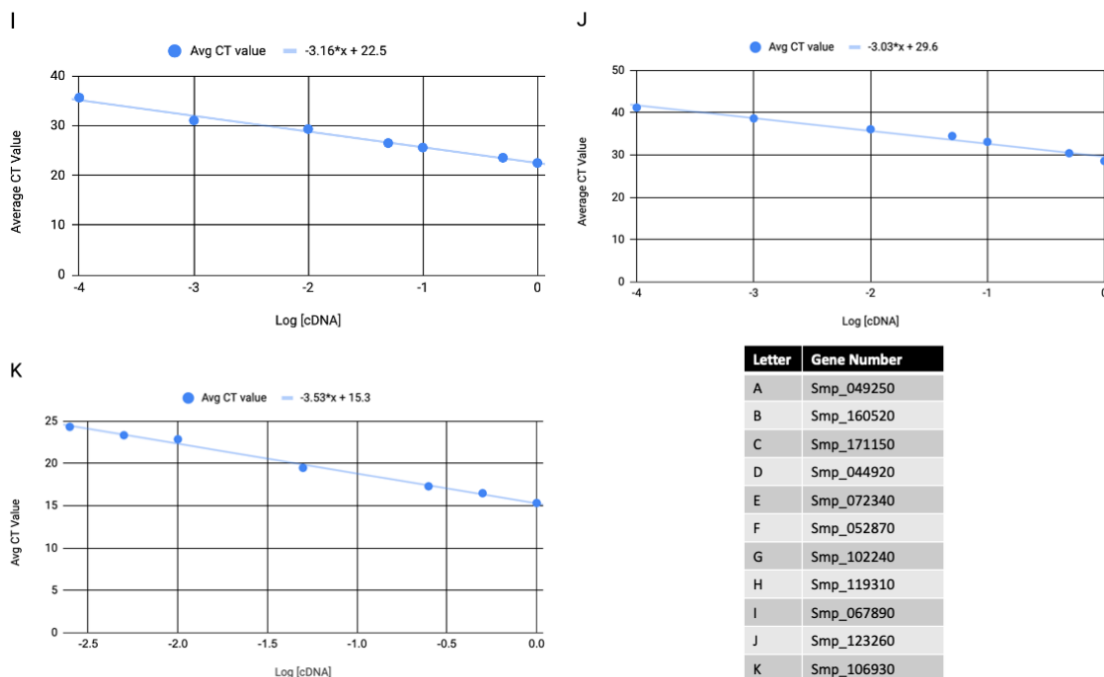 I
Avg CT value -3.16*x + 22.5
40
30
20
10
0
-4 -3 -2 -1 0
Average CT Value
Log [cDNA]
J
Avg CT value -3.03*x + 29.6
50
40
30
20
10
0
-4 -3 -2 -1 0
Average CT Value
Log [cDNA]
K
Avg CT value -3.53*x + 15.3
25
20
15
10
5
0
-2.5 -2.0 -1.5 -1.0 -0.5 0.0
Avg CT Value
Log [cDNA]
Letter Gene Number
A Smp_049250
B Smp_160520
C Smp_171150
D Smp_044920
E Smp_072340
F Smp_052870
G Smp_102240
H Smp_119310
I Smp_067890
J Smp_123260
K Smp_106930